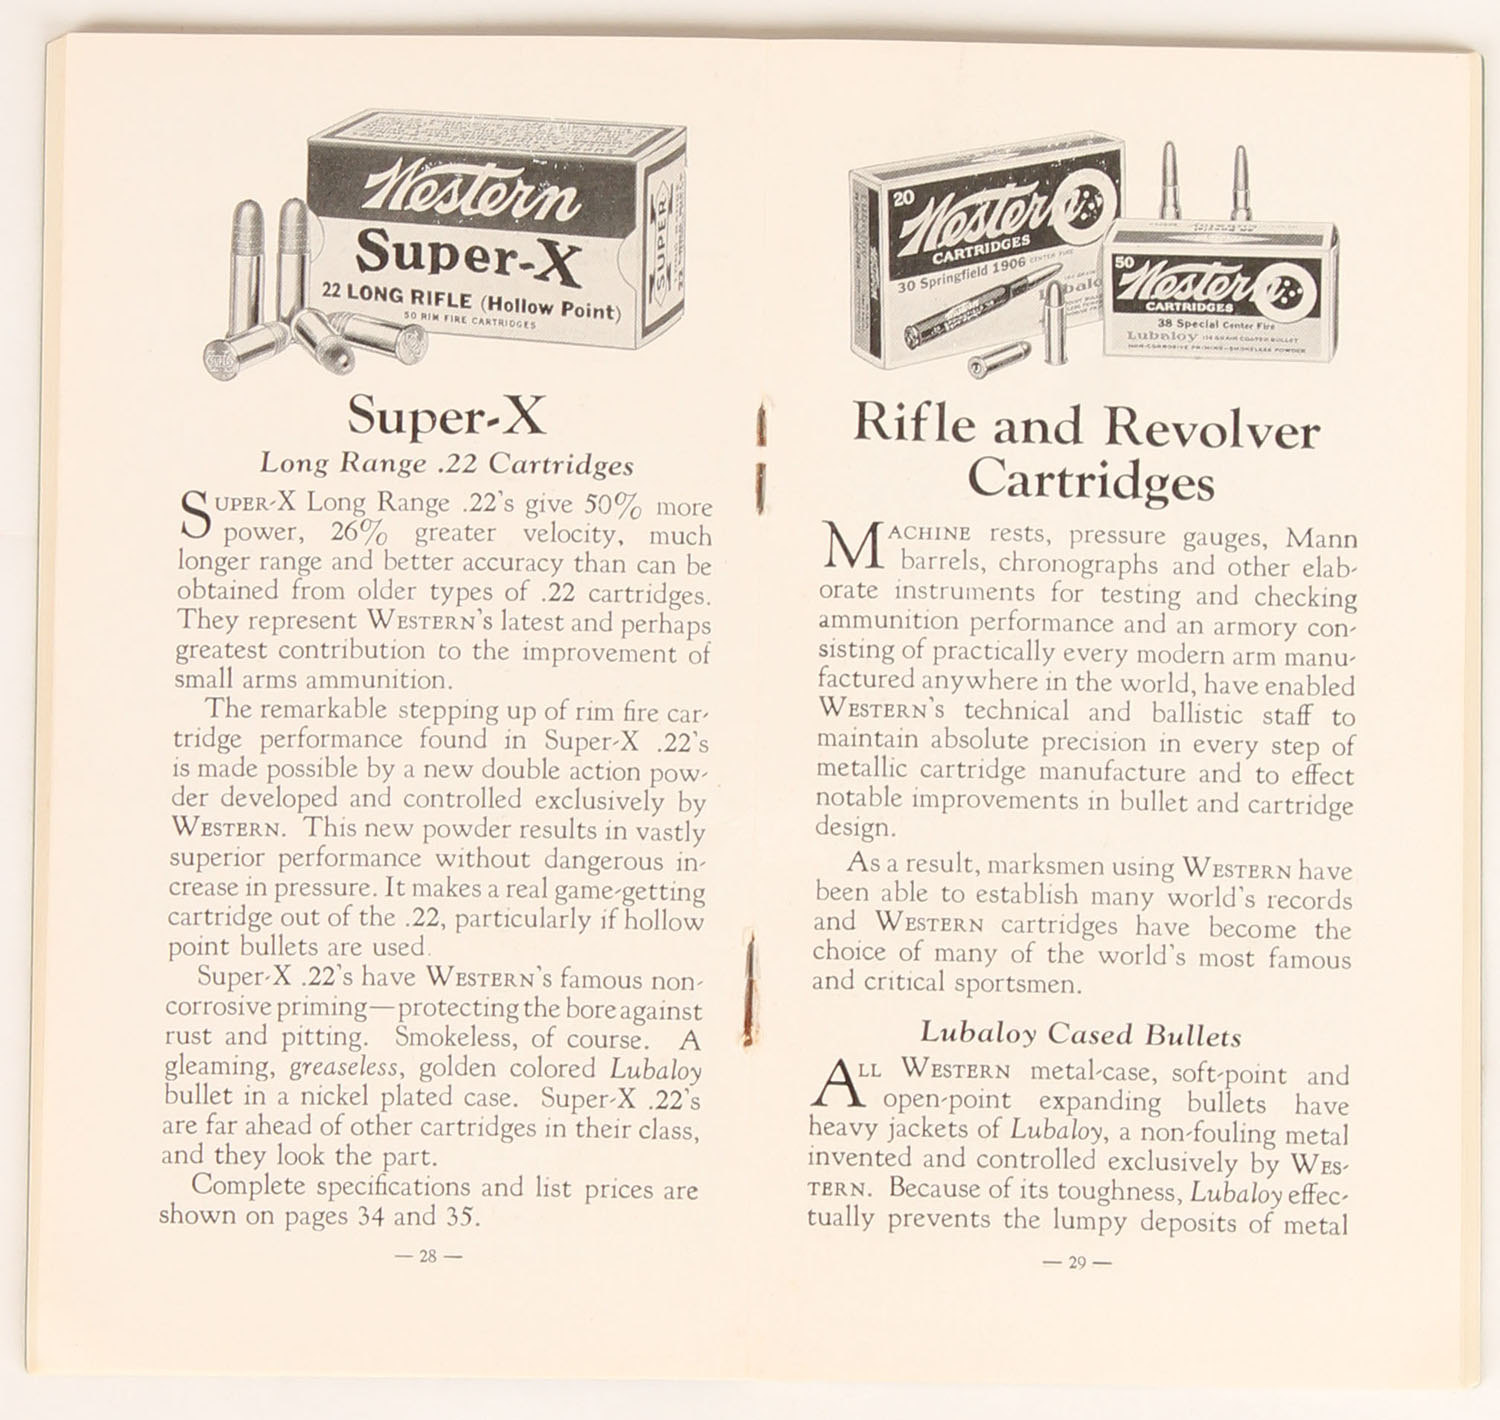 Western
Super-X
22 LONG RIFLE (Hollow Point)
50 RIM FIRE CARTRIDGES
SUPER
X
Super-X
Long Range .22 Cartridges
SUPER-X Long Range .22's give 50% more
power, 26% greater velocity, much
longer range and better accuracy than can be
obtained from older types of .22 cartridges.
They represent WESTERN'S latest and perhaps
greatest contribution to the improvement of
small arms ammunition.
The remarkable stepping up of rim fire car-
tridge performance found in Super-X .22's
is made possible by a new double action pow-
der developed and controlled exclusively by
WESTERN. This new powder results in vastly
superior performance without dangerous in-
crease in pressure. It makes a real game-getting
cartridge out of the .22, particularly if hollow
point bullets are used.
Super-X .22's have WESTERN'S famous non-
corrosive priming—protecting the bore against
rust and pitting. Smokeless, of course. A
gleaming, greaseless, golden colored Lubaloy
bullet in a nickel plated case. Super-X .22's
are far ahead of other cartridges in their class,
and they look the part.
Complete specifications and list prices are
shown on pages 34 and 35.
— 28 —
20
Western
CARTRIDGES
30 Springfield 1906 CENTER FIRE
50
Western
CARTRIDGES
38 Special Center Fire
Lubaloy 158 GRAIN COATED BULLET
NON-CORROSIVE PRIMING—SMOKELESS POWDER
Rifle and Revolver
Cartridges
MACHINE rests, pressure gauges, Mann
barrels, chronographs and other elab-
orate instruments for testing and checking
ammunition performance and an armory con-
sisting of practically every modern arm manu-
factured anywhere in the world, have enabled
WESTERN'S technical and ballistic staff to
maintain absolute precision in every step of
metallic cartridge manufacture and to effect
notable improvements in bullet and cartridge
design.
As a result, marksmen using WESTERN have
been able to establish many world's records
and WESTERN cartridges have become the
choice of many of the world's most famous
and critical sportsmen.
Lubaloy Cased Bullets
ALL WESTERN metal-case, soft-point and
open-point expanding bullets have
heavy jackets of Lubaloy, a non-fouling metal
invented and controlled exclusively by WES-
TERN. Because of its toughness, Lubaloy effec-
tually prevents the lumpy deposits of metal
— 29 —